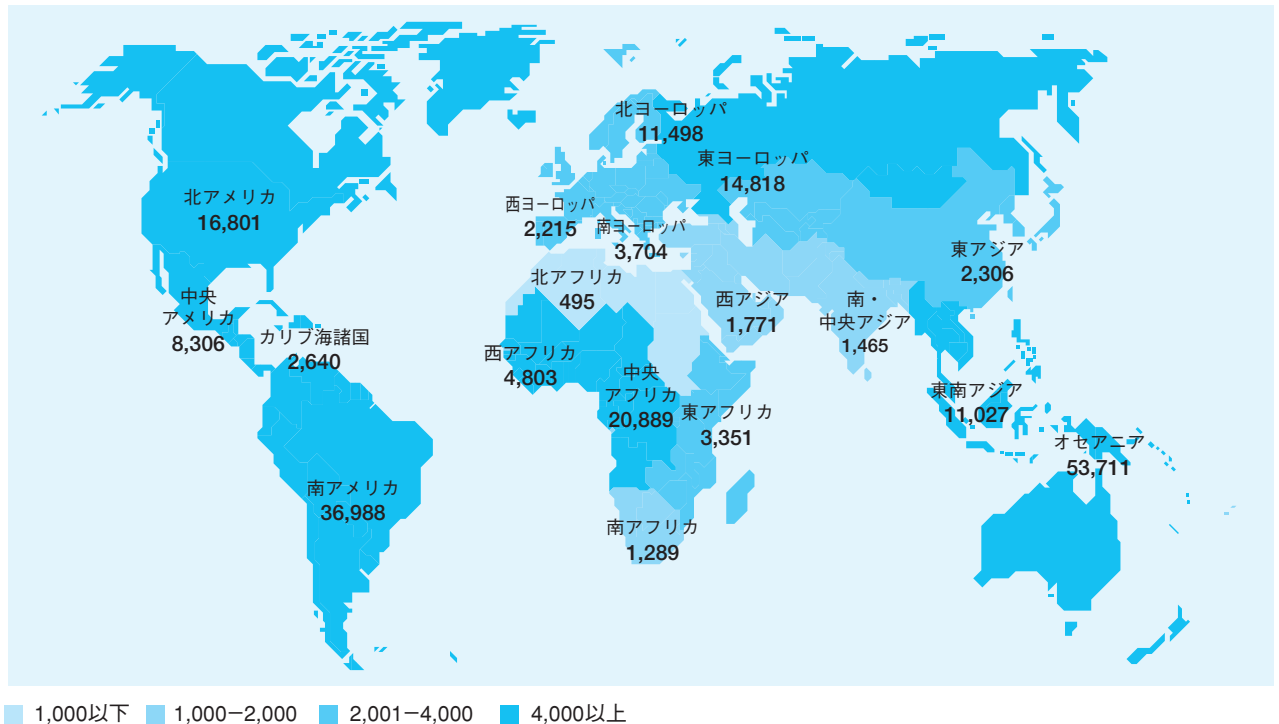 北ヨーロッパ
11,498
東ヨーロッパ
14,818
北アメリカ
16,801
西ヨーロッパ
2,215
南ヨーロッパ
3,704
東アジア
2,306
北アフリカ
495
西アジア
1,771
南・
中央アジア
1,465
中央
アメリカ
8,306
カリブ海諸国
2,640
西アフリカ
4,803
中央
アフリカ
20,889
東アフリカ
3,351
東南アジア
11,027
オセアニア
53,711
南アメリカ
36,988
南アフリカ
1,289
1,000以下 1,000−2,000 2,001−4,000 4,000以上